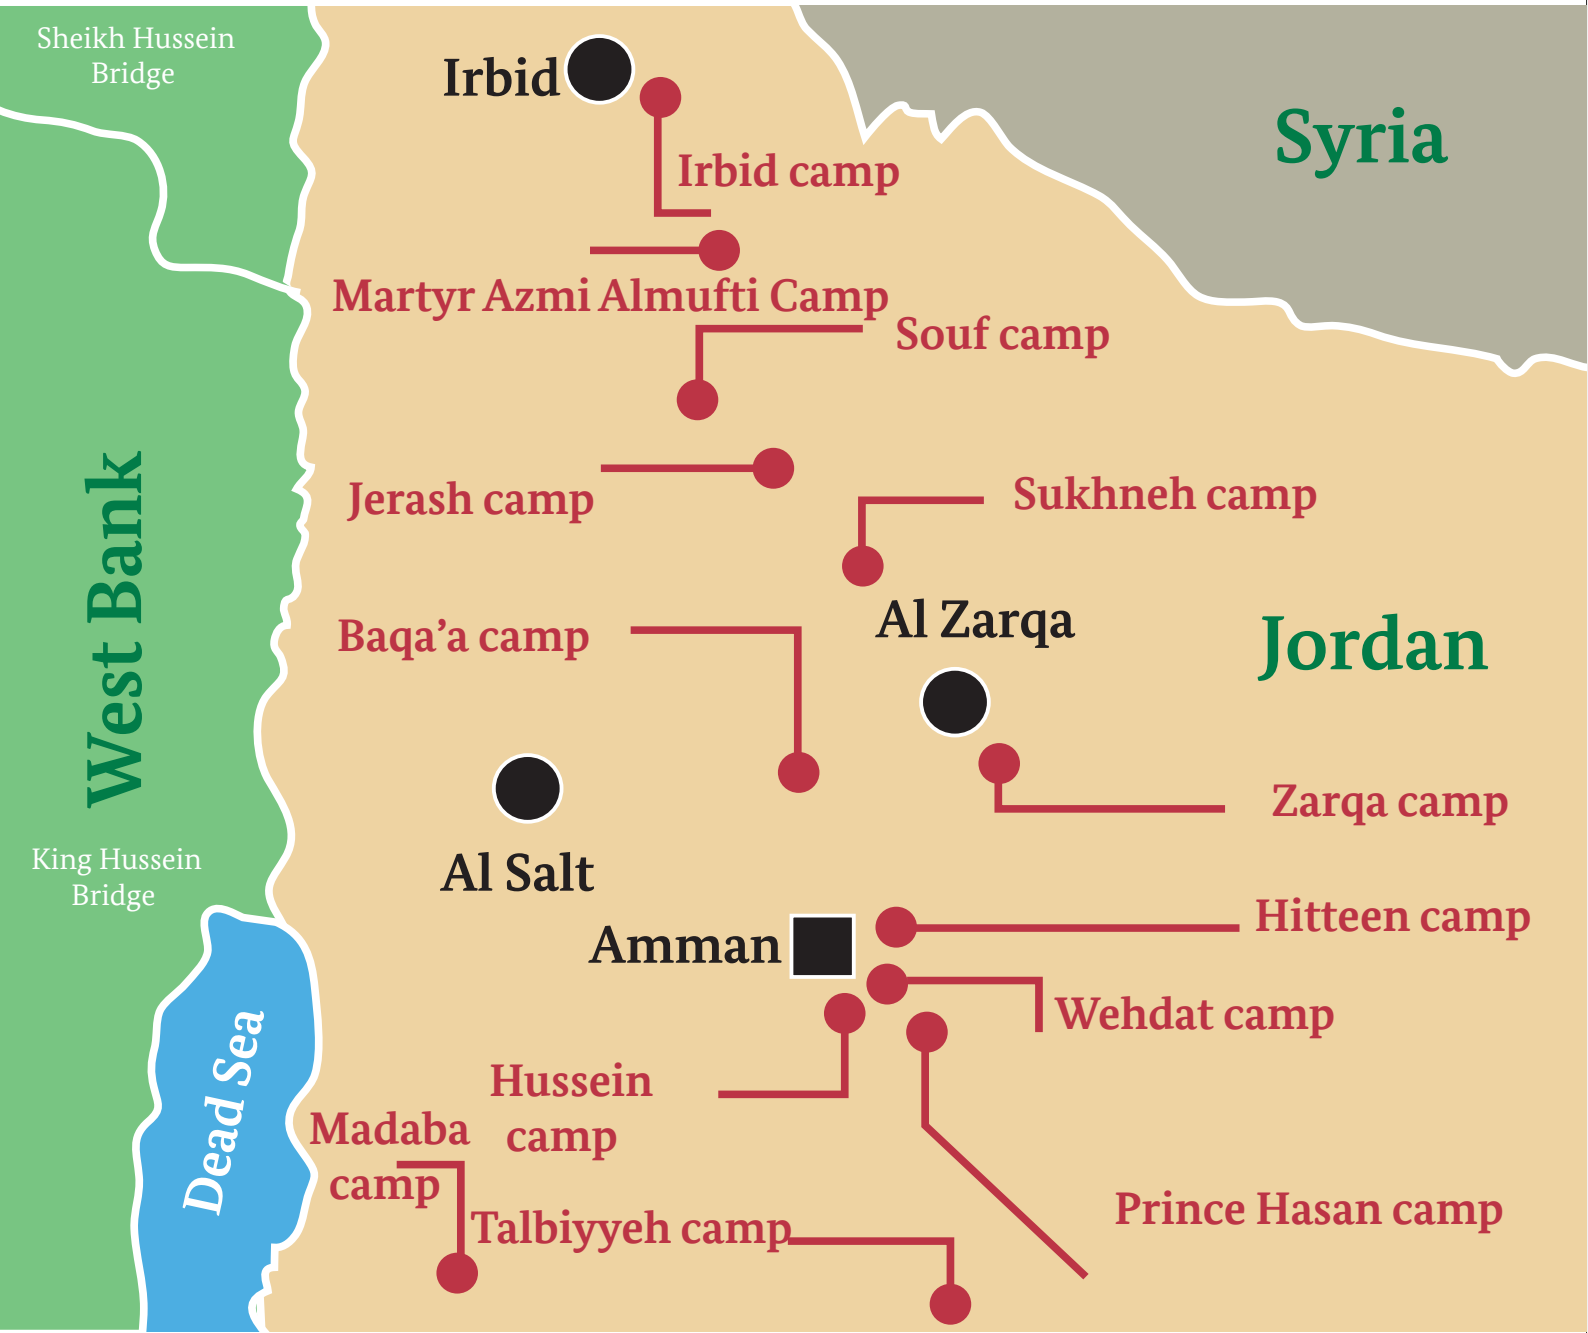 Sheikh Hussein
Bridge
Irbid
Syria
Irbid camp
Martyr Azmi Almufti Camp
Souf camp
Jerash camp
Sukhneh camp
West Bank
Baqa’a camp
Al Zarqa
Jordan
Zarqa camp
King Hussein
Bridge
Al Salt
Amman
Hitteen camp
Wehdat camp
Dead Sea
Hussein
camp
Madaba
camp
Talbiyyeh camp
Prince Hasan camp